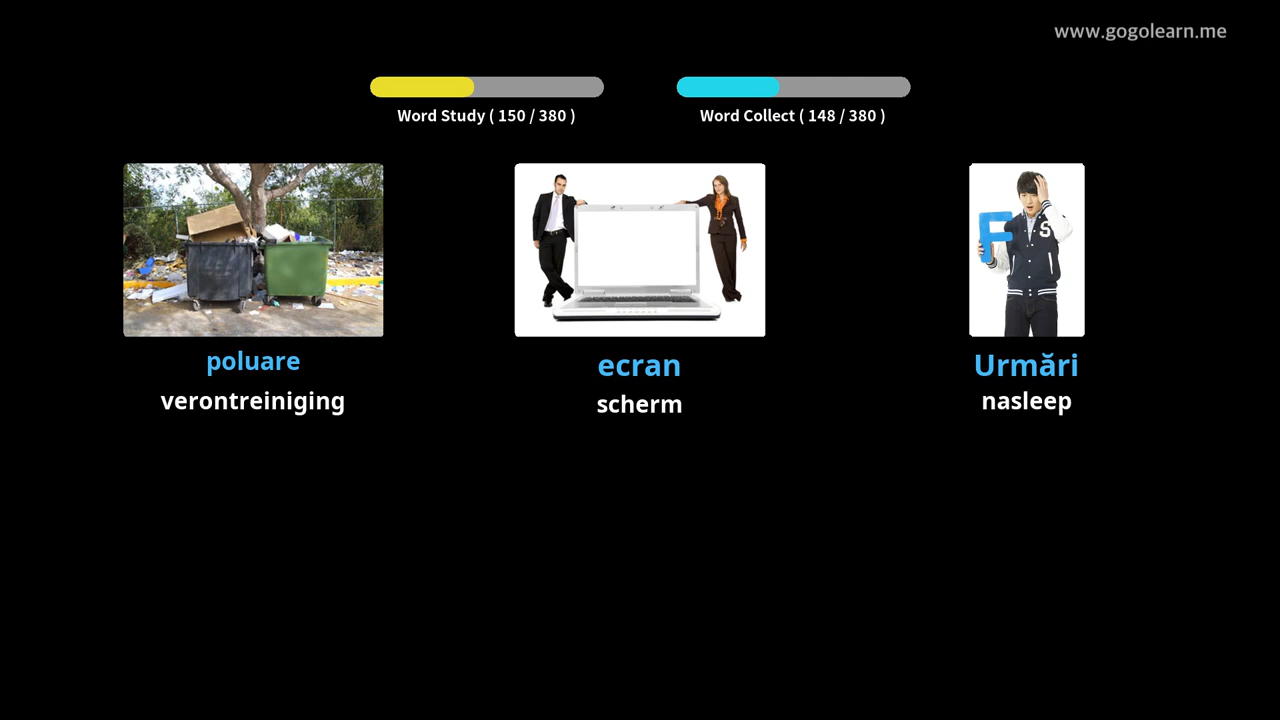 www.gogolearn.me
Word Study ( 150 / 380 )
Word Collect ( 148 / 380 )
poluare
verontreiniging
ecran
scherm
F
S
Urmări
nasleep